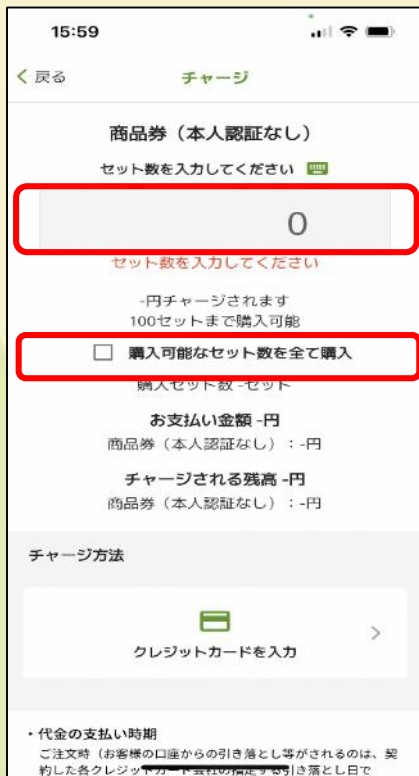 15:59
戻る
チャージ
商品券（本人認証なし）
セット数を入力してください
0
セット数を入力してください
-円チャージされます
100セットまで購入可能
購入可能なセット数を全て購入
購入セット数 -セット
お支払い金額 -円
商品券（本人認証なし）：-円
チャージされる残高 -円
商品券（本人認証なし）：-円
チャージ方法
クレジットカードを入力
・代金の支払い時期
ご注文時（お客様の口座からの引き落とし等がされるのは、契
約した各クレジットカード会社の指定する引き落とし日で